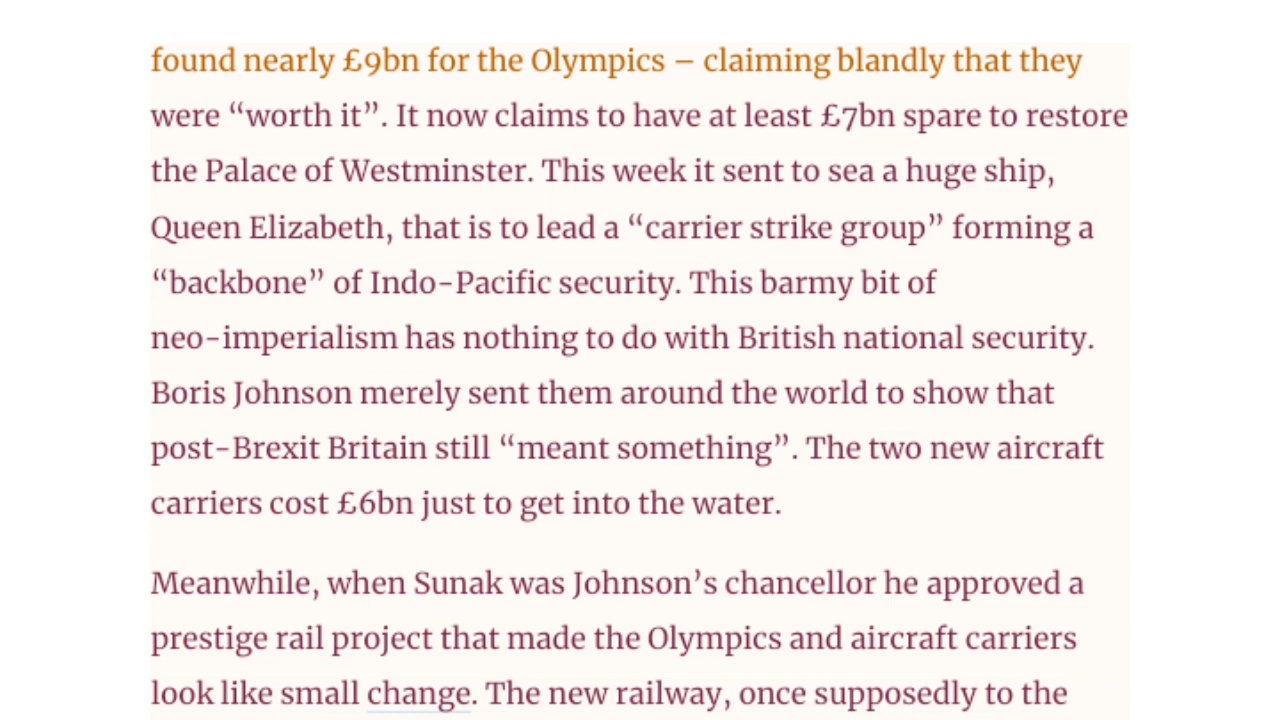 found nearly £9bn for the Olympics – claiming blandly that they
were “worth it”. It now claims to have at least £7bn spare to restore
the Palace of Westminster. This week it sent to sea a huge ship,
Queen Elizabeth, that is to lead a “carrier strike group” forming a
“backbone” of Indo-Pacific security. This barmy bit of
neo-imperialism has nothing to do with British national security.
Boris Johnson merely sent them around the world to show that
post-Brexit Britain still “meant something”. The two new aircraft
carriers cost £6bn just to get into the water.
Meanwhile, when Sunak was Johnson’s chancellor he approved a
prestige rail project that made the Olympics and aircraft carriers
look like small change. The new railway, once supposedly to the